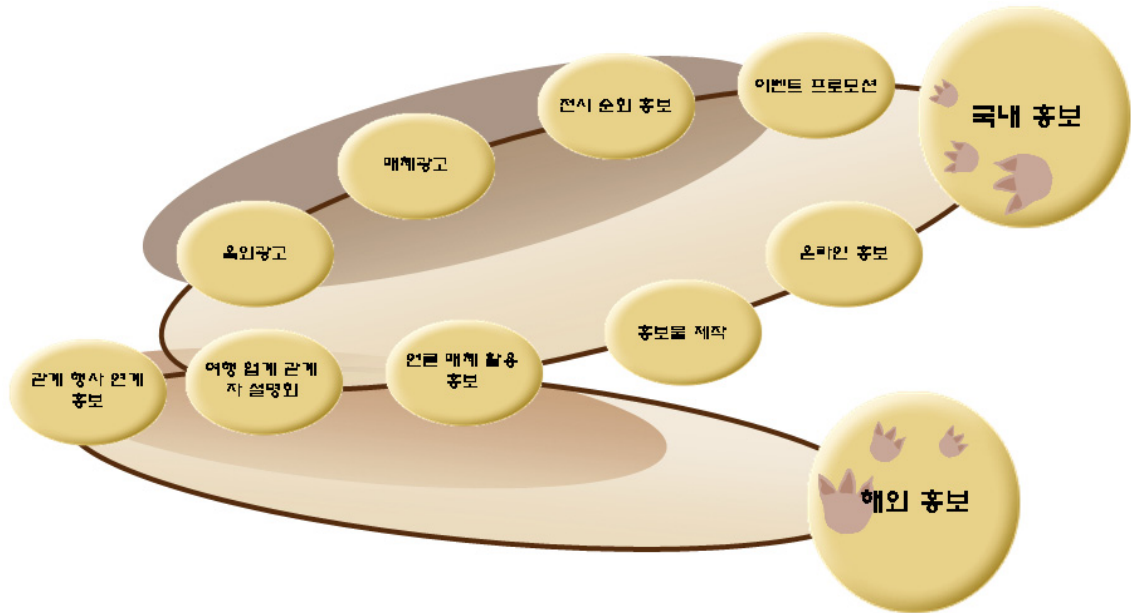 이벤트 프로모션
국내 홍보
전시 순회 홍보
매체광고
옥외광고
온라인 홍보
홍보물 제작
언론 매체 활용
홍보
여행 업계 관계
자 설명회
관계 행사 연계
홍보
해외 홍보